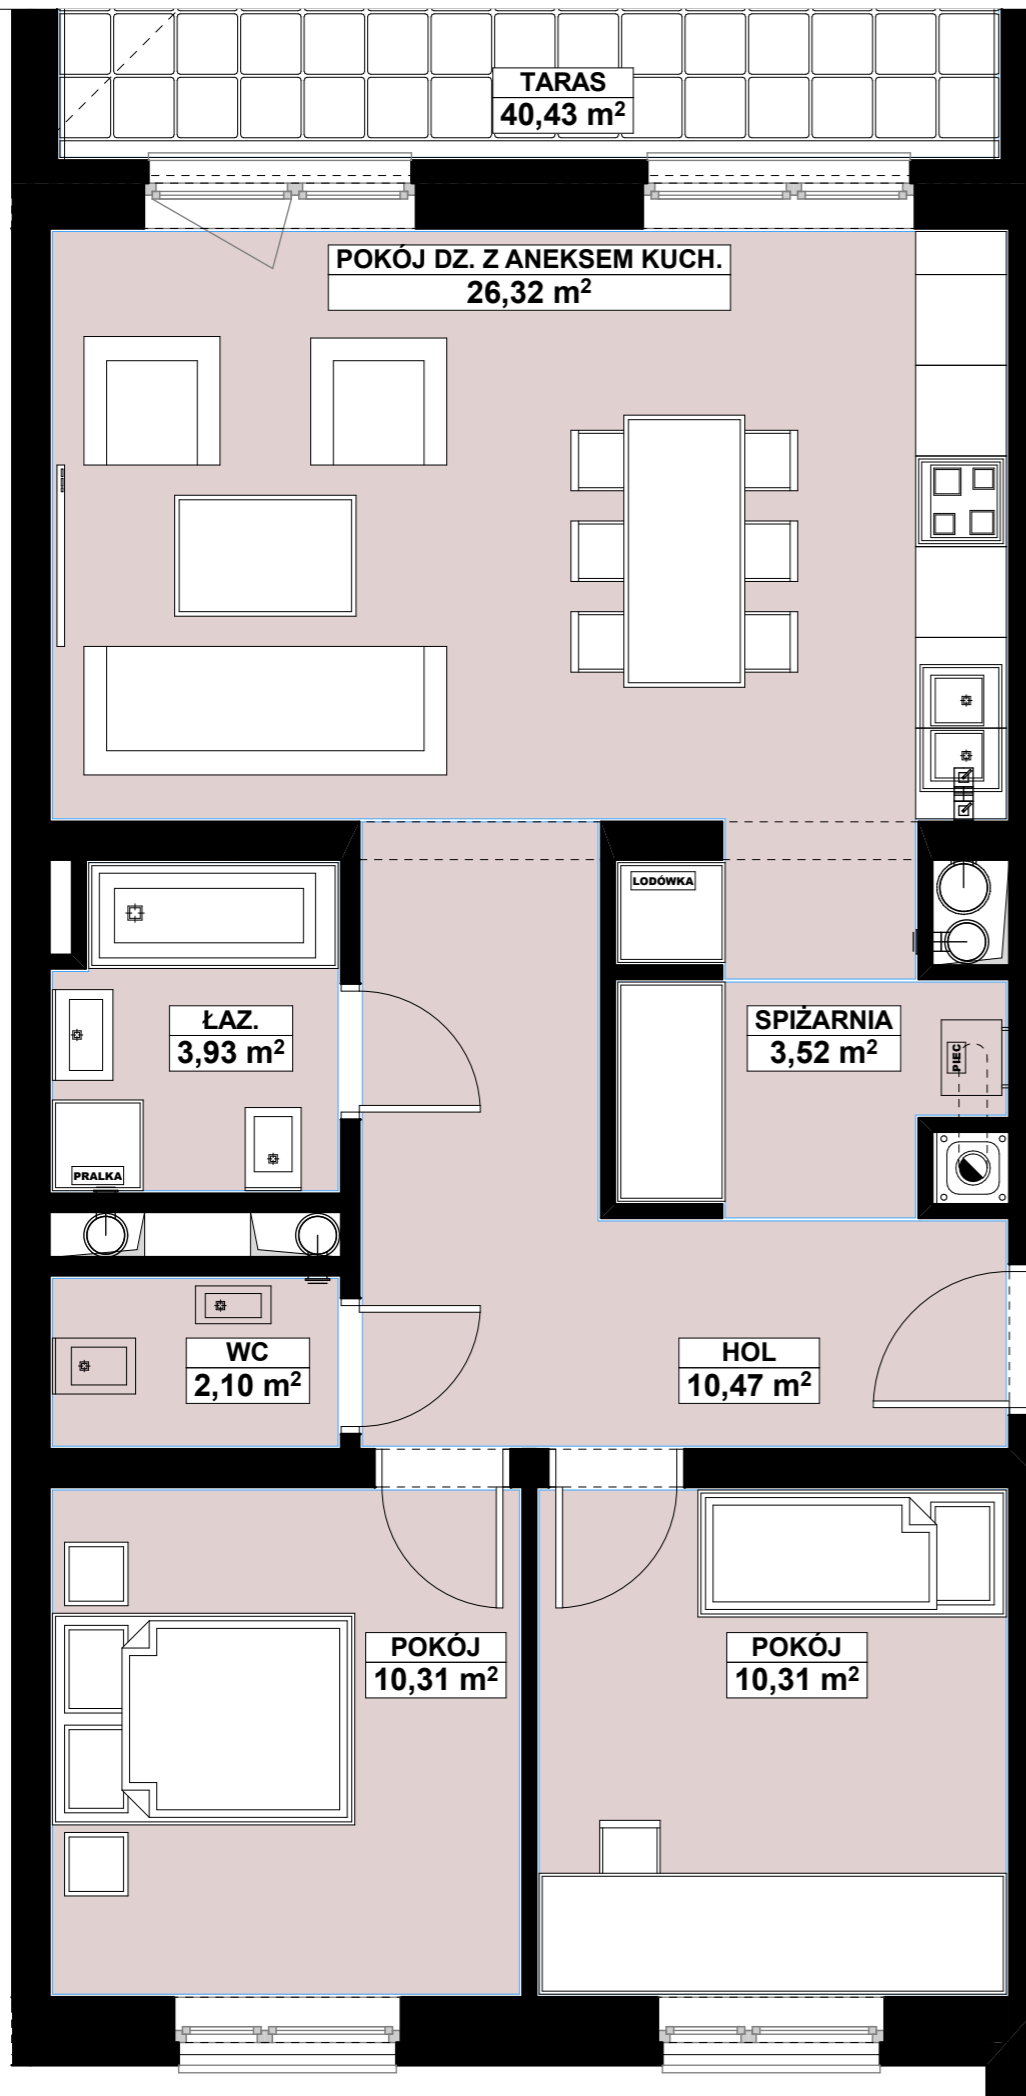 TARAS
40,43 m²
POKÓJ DZ. Z ANEKSEM KUCH.
26,32 m²
LODÓWKA
ŁAZ.
3,93 m²
SPIŻARNIA
3,52 m²
PIEC
PRALKA
WC
2,10 m²
HOL
10,47 m²
POKÓJ
10,31 m²
POKÓJ
10,31 m²